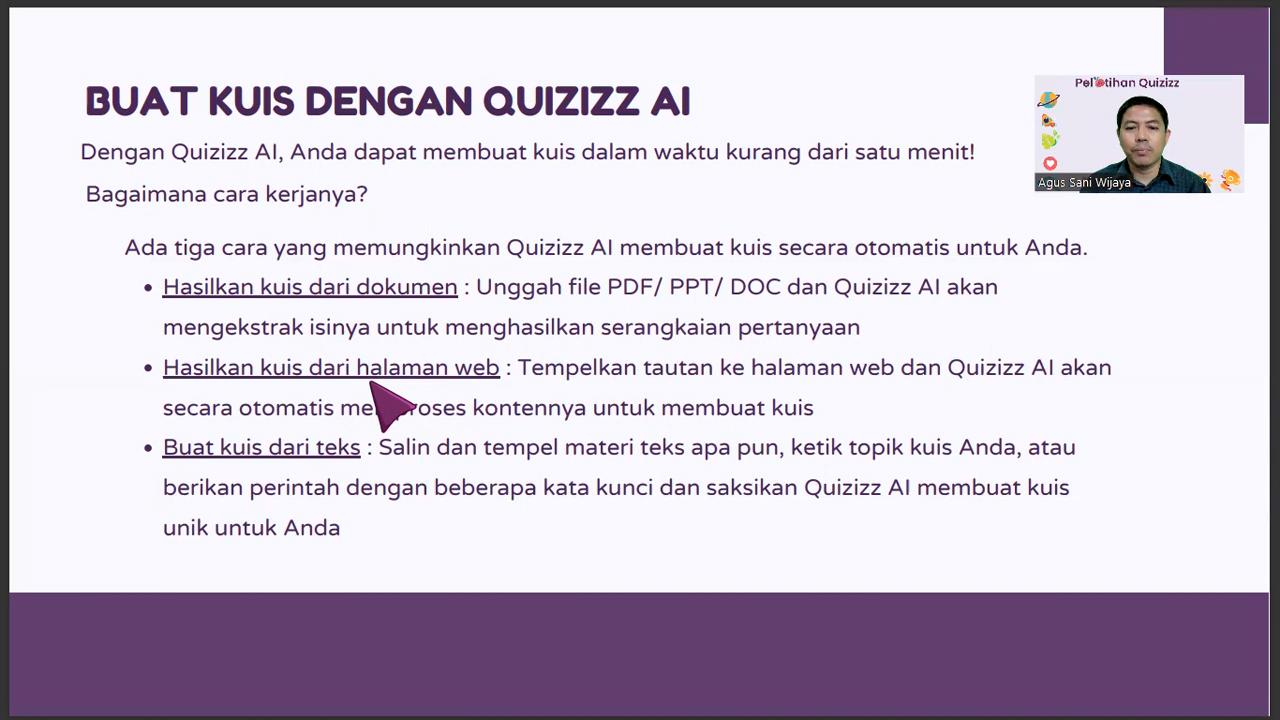 BUAT KUIS DENGAN QUIZIZZ AI
Dengan Quizizz AI, Anda dapat membuat kuis dalam waktu kurang dari satu menit!
Bagaimana cara kerjanya?
Pelatihan Quizizz
Agus Sani Wijaya
Ada tiga cara yang memungkinkan Quizizz AI membuat kuis secara otomatis untuk Anda.
• Hasilkan kuis dari dokumen : Unggah file PDF/ PPT/ DOC dan Quizizz AI akan
mengekstrak isinya untuk menghasilkan serangkaian pertanyaan
• Hasilkan kuis dari halaman web : Tempelkan tautan ke halaman web dan Quizizz AI akan
secara otomatis memproses kontennya untuk membuat kuis
• Buat kuis dari teks : Salin dan tempel materi teks apa pun, ketik topik kuis Anda, atau
berikan perintah dengan beberapa kata kunci dan saksikan Quizizz AI membuat kuis
unik untuk Anda